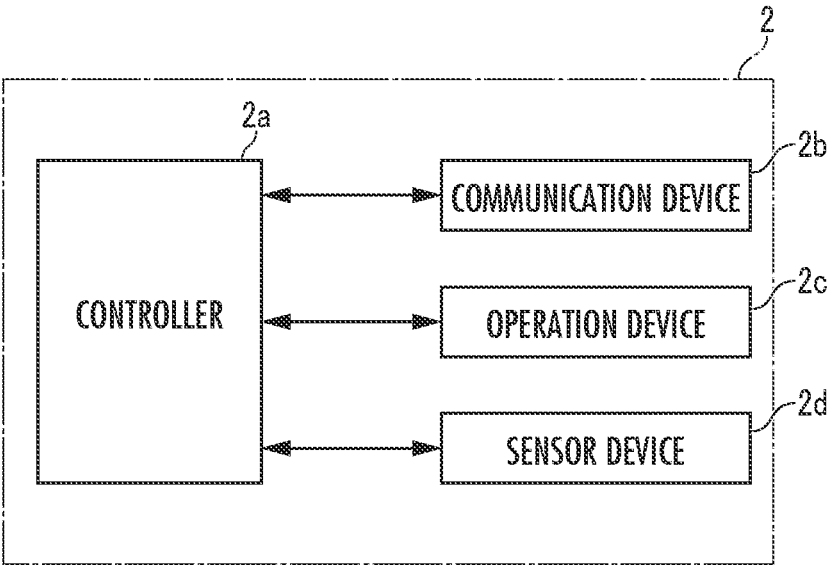 2
2a
2b
COMMUNICATION DEVICE
2c
CONTROLLER
OPERATION DEVICE
2d
SENSOR DEVICE